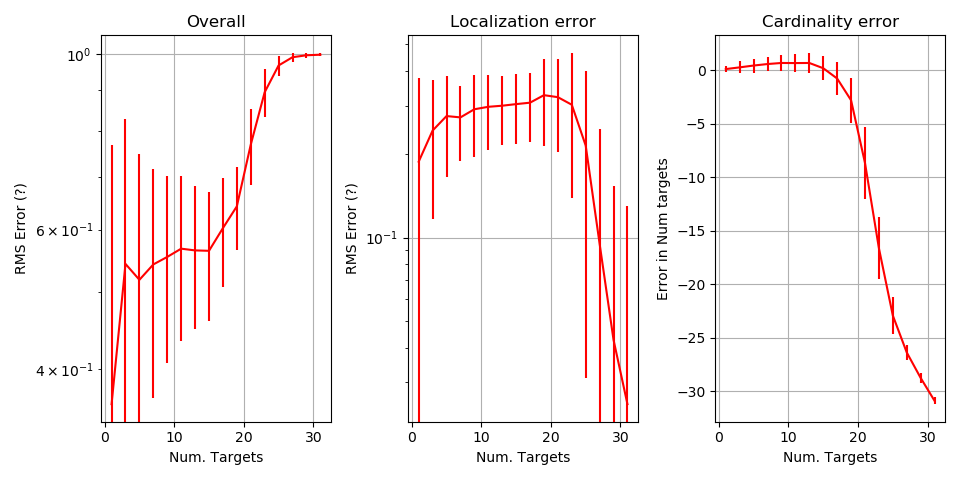 Overall
Localization error
Cardinality error
RMS Error (?)
10⁰
6 × 10⁻¹
4 × 10⁻¹
0 10 20 30
Num. Targets
RMS Error (?)
10⁻¹
0 10 20 30
Num. Targets
Error in Num targets
0
−5
−10
−15
−20
−25
−30
0 10 20 30
Num. Targets